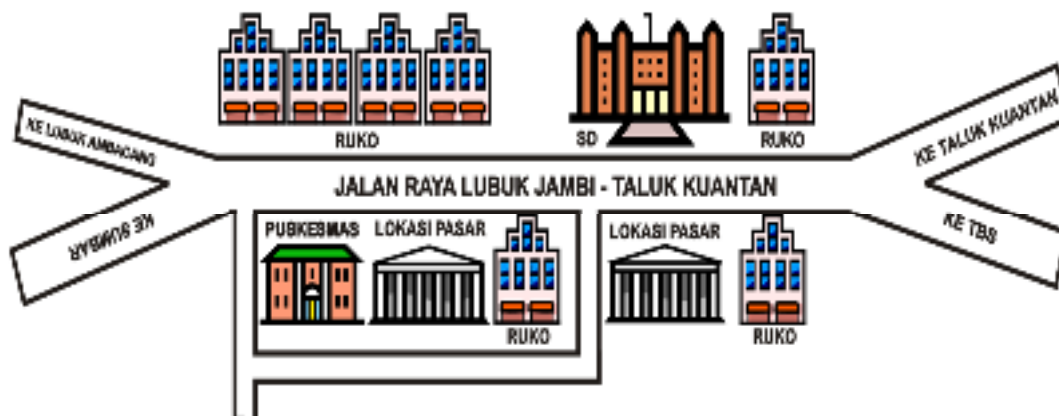 RUKO
SD
RUKO
KE LUBUK AMBACANG
KE TALUK KUANTAN
JALAN RAYA LUBUK JAMBI - TALUK KUANTAN
KE SUMBAR
KE TBS
PUSKESMAS
LOKASI PASAR
LOKASI PASAR
RUKO
RUKO